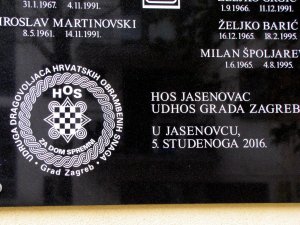 31.1.1967. 4.11.1991.
MIROSLAV MARTINOVSKI
8.5.1961. 14.11.1991.
1.9.1966. 11.12.1991.
ŽELJKO BARIĆ
16.12.1965. 18.2.1995.
MILAN ŠPOLJAREV
1.6.1965. 4.8.1995.
UDRUGA DRAGOVOLJACA HRVATSKIH OBRAMBENIH SNAGA
HOS
ZA DOM SPREMNI
Grad Zagreb
HOS JASENOVAC
UDHOS GRADA ZAGREB
U JASENOVCU,
5. STUDENOGA 2016.